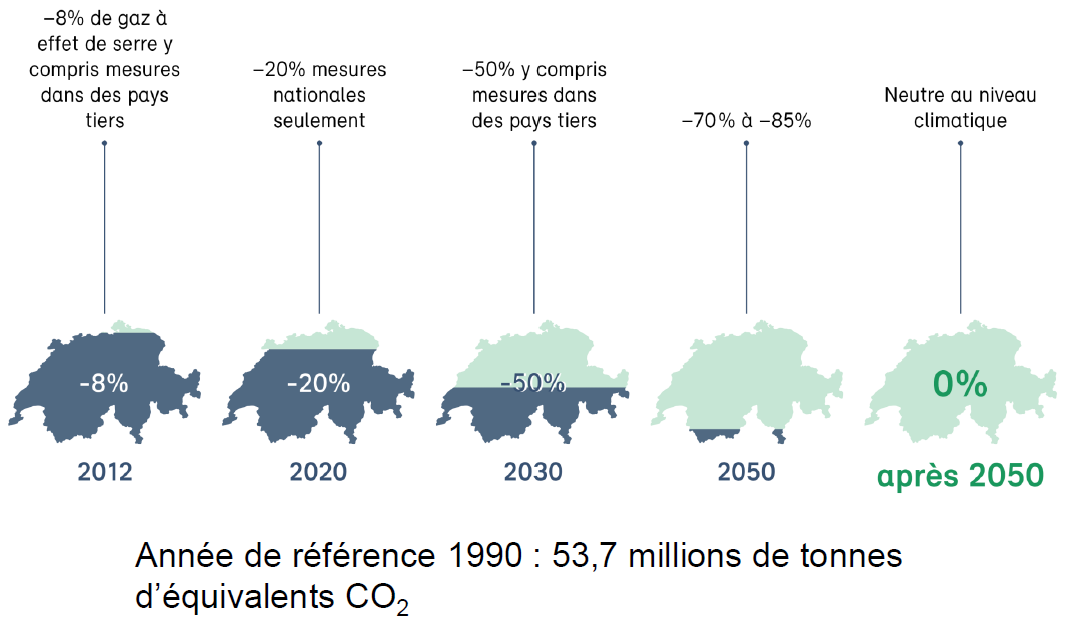 −8% de gaz à
effet de serre y
compris mesures
dans des pays
tiers
−20% mesures
nationales
seulement
−50% y compris
mesures dans
des pays tiers
−70% à −85%
Neutre au niveau
climatique
-8%
-20%
-50%
0%
2012
2020
2030
2050
après 2050
Année de référence 1990 : 53,7 millions de tonnes
d’équivalents CO₂